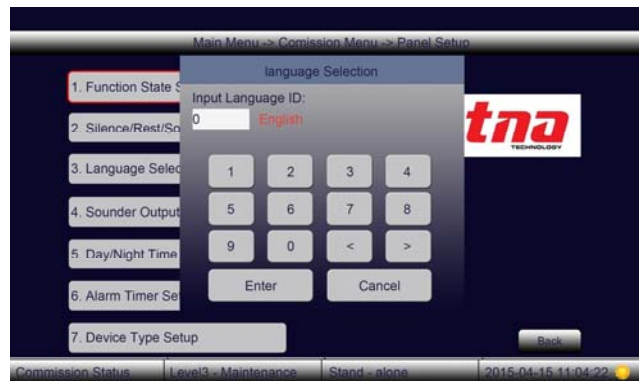 Main Menu -> Comission Menu -> Panel Setup
language Selection
1. Function State S
Input Language ID:
0 English
2. Silence/Rest/So
tna
TECHNOLOGY
3. Language Selec
1 2 3 4
4. Sounder Output
5 6 7 8
5. Day/Night Time
9 0 < >
6. Alarm Timer Se
Enter Cancel
7. Device Type Setup
Back
Commission Status Level3 - Maintenance Stand - alone 2015-04-15 11:04:22